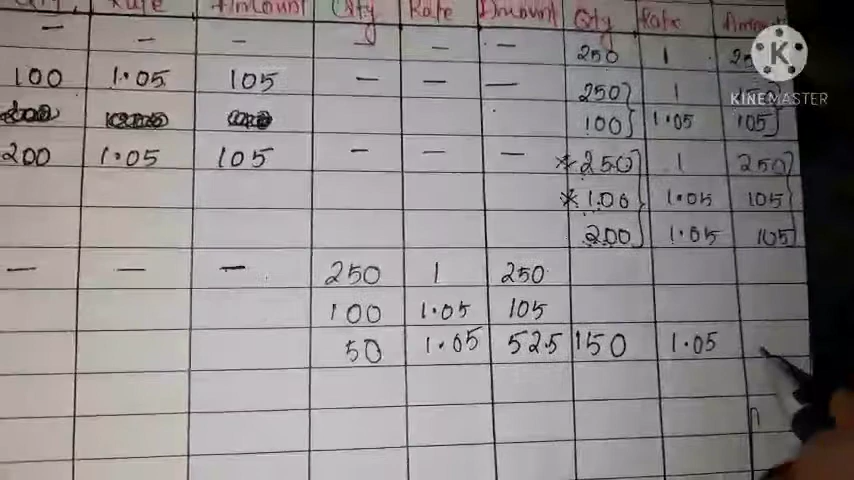 Rate Amount Qty Rate Amount Qty Rate Amount
— — — — — — 250 1
100 1.05 105 — — — 250 1
100 1.05 105
200 1.05 105 — — — *250 1 250
*100 1.05 105
200 1.05 105
— — — 250 1 250
100 1.05 105
50 1.05 52.5 150 1.05
KINEMASTER